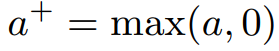 a⁺ = max(a, 0)